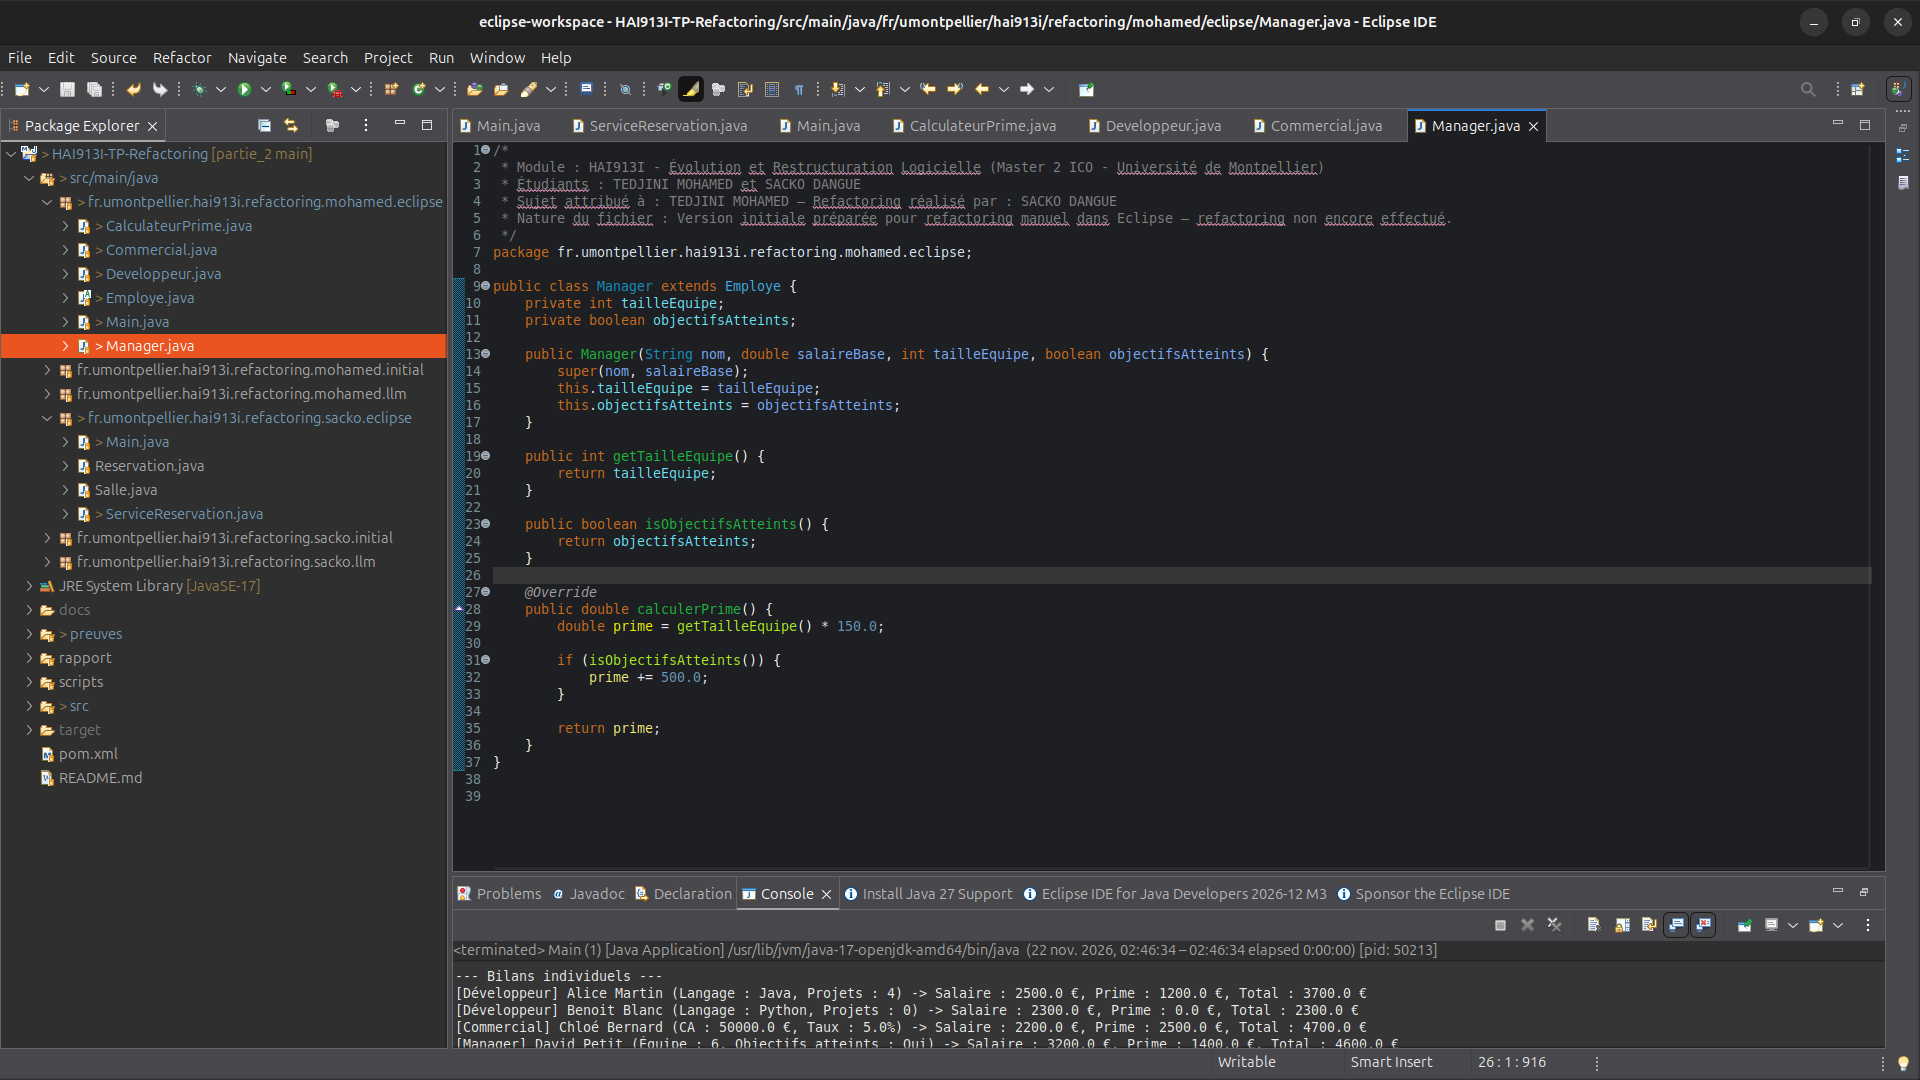 eclipse-workspace - HAI913I-TP-Refactoring/src/main/java/fr/umontpellier/hai913i/refactoring/mohamed/eclipse/Manager.java - Eclipse IDE
File Edit Source Refactor Navigate Search Project Run Window Help
Package Explorer
> HAI913I-TP-Refactoring [partie_2 main]
> src/main/java
> fr.umontpellier.hai913i.refactoring.mohamed.eclipse
> CalculateurPrime.java
> Commercial.java
> Developpeur.java
> Employe.java
> Main.java
> Manager.java
fr.umontpellier.hai913i.refactoring.mohamed.initial
fr.umontpellier.hai913i.refactoring.mohamed.llm
> fr.umontpellier.hai913i.refactoring.sacko.eclipse
> Main.java
Reservation.java
Salle.java
> ServiceReservation.java
fr.umontpellier.hai913i.refactoring.sacko.initial
fr.umontpellier.hai913i.refactoring.sacko.llm
JRE System Library [JavaSE-17]
docs
> preuves
rapport
scripts
> src
target
pom.xml
README.md
Main.java ServiceReservation.java Main.java CalculateurPrime.java Developpeur.java Commercial.java Manager.java
1 /*
2 * Module : HAI913I - Évolution et Restructuration Logicielle (Master 2 ICO - Université de Montpellier)
3 * Étudiants : TEDJINI MOHAMED et SACKO DANGUE
4 * Sujet attribué à : TEDJINI MOHAMED — Refactoring réalisé par : SACKO DANGUE
5 * Nature du fichier : Version initiale préparée pour refactoring manuel dans Eclipse — refactoring non encore effectué.
6 */
7 package fr.umontpellier.hai913i.refactoring.mohamed.eclipse;
8
9 public class Manager extends Employe {
10 private int tailleEquipe;
11 private boolean objectifsAtteints;
12
13 public Manager(String nom, double salaireBase, int tailleEquipe, boolean objectifsAtteints) {
14 super(nom, salaireBase);
15 this.tailleEquipe = tailleEquipe;
16 this.objectifsAtteints = objectifsAtteints;
17 }
18
19 public int getTailleEquipe() {
20 return tailleEquipe;
21 }
22
23 public boolean isObjectifsAtteints() {
24 return objectifsAtteints;
25 }
26
27 @Override
28 public double calculerPrime() {
29 double prime = getTailleEquipe() * 150.0;
30
31 if (isObjectifsAtteints()) {
32 prime += 500.0;
33 }
34
35 return prime;
36 }
37 }
38
39
Problems Javadoc Declaration Console Install Java 27 Support Eclipse IDE for Java Developers 2026-12 M3 Sponsor the Eclipse IDE
<terminated> Main (1) [Java Application] /usr/lib/jvm/java-17-openjdk-amd64/bin/java (22 nov. 2026, 02:46:34 – 02:46:34 elapsed 0:00:00) [pid: 50213]
--- Bilans individuels ---
[Développeur] Alice Martin (Langage : Java, Projets : 4) -> Salaire : 2500.0 €, Prime : 1200.0 €, Total : 3700.0 €
[Développeur] Benoit Blanc (Langage : Python, Projets : 0) -> Salaire : 2300.0 €, Prime : 0.0 €, Total : 2300.0 €
[Commercial] Chloé Bernard (CA : 50000.0 €, Taux : 5.0%) -> Salaire : 2200.0 €, Prime : 2500.0 €, Total : 4700.0 €
[Manager] David Petit (Équipe : 6, Objectifs atteints : Oui) -> Salaire : 3200.0 €, Prime : 1400.0 €, Total : 4600.0 €
Writable Smart Insert 26 : 1 : 916